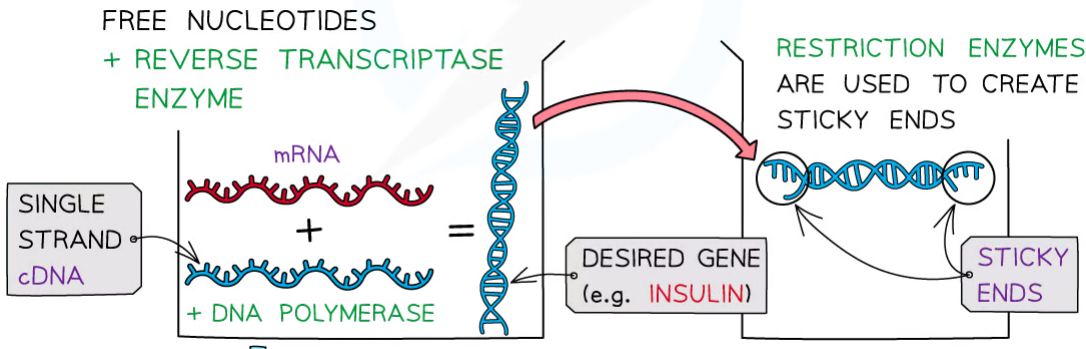 FREE NUCLEOTIDES
+ REVERSE TRANSCRIPTASE
ENZYME
mRNA
+
=
SINGLE
STRAND
cDNA
+ DNA POLYMERASE
DESIRED GENE
(e.g. INSULIN)
RESTRICTION ENZYMES
ARE USED TO CREATE
STICKY ENDS
STICKY
ENDS